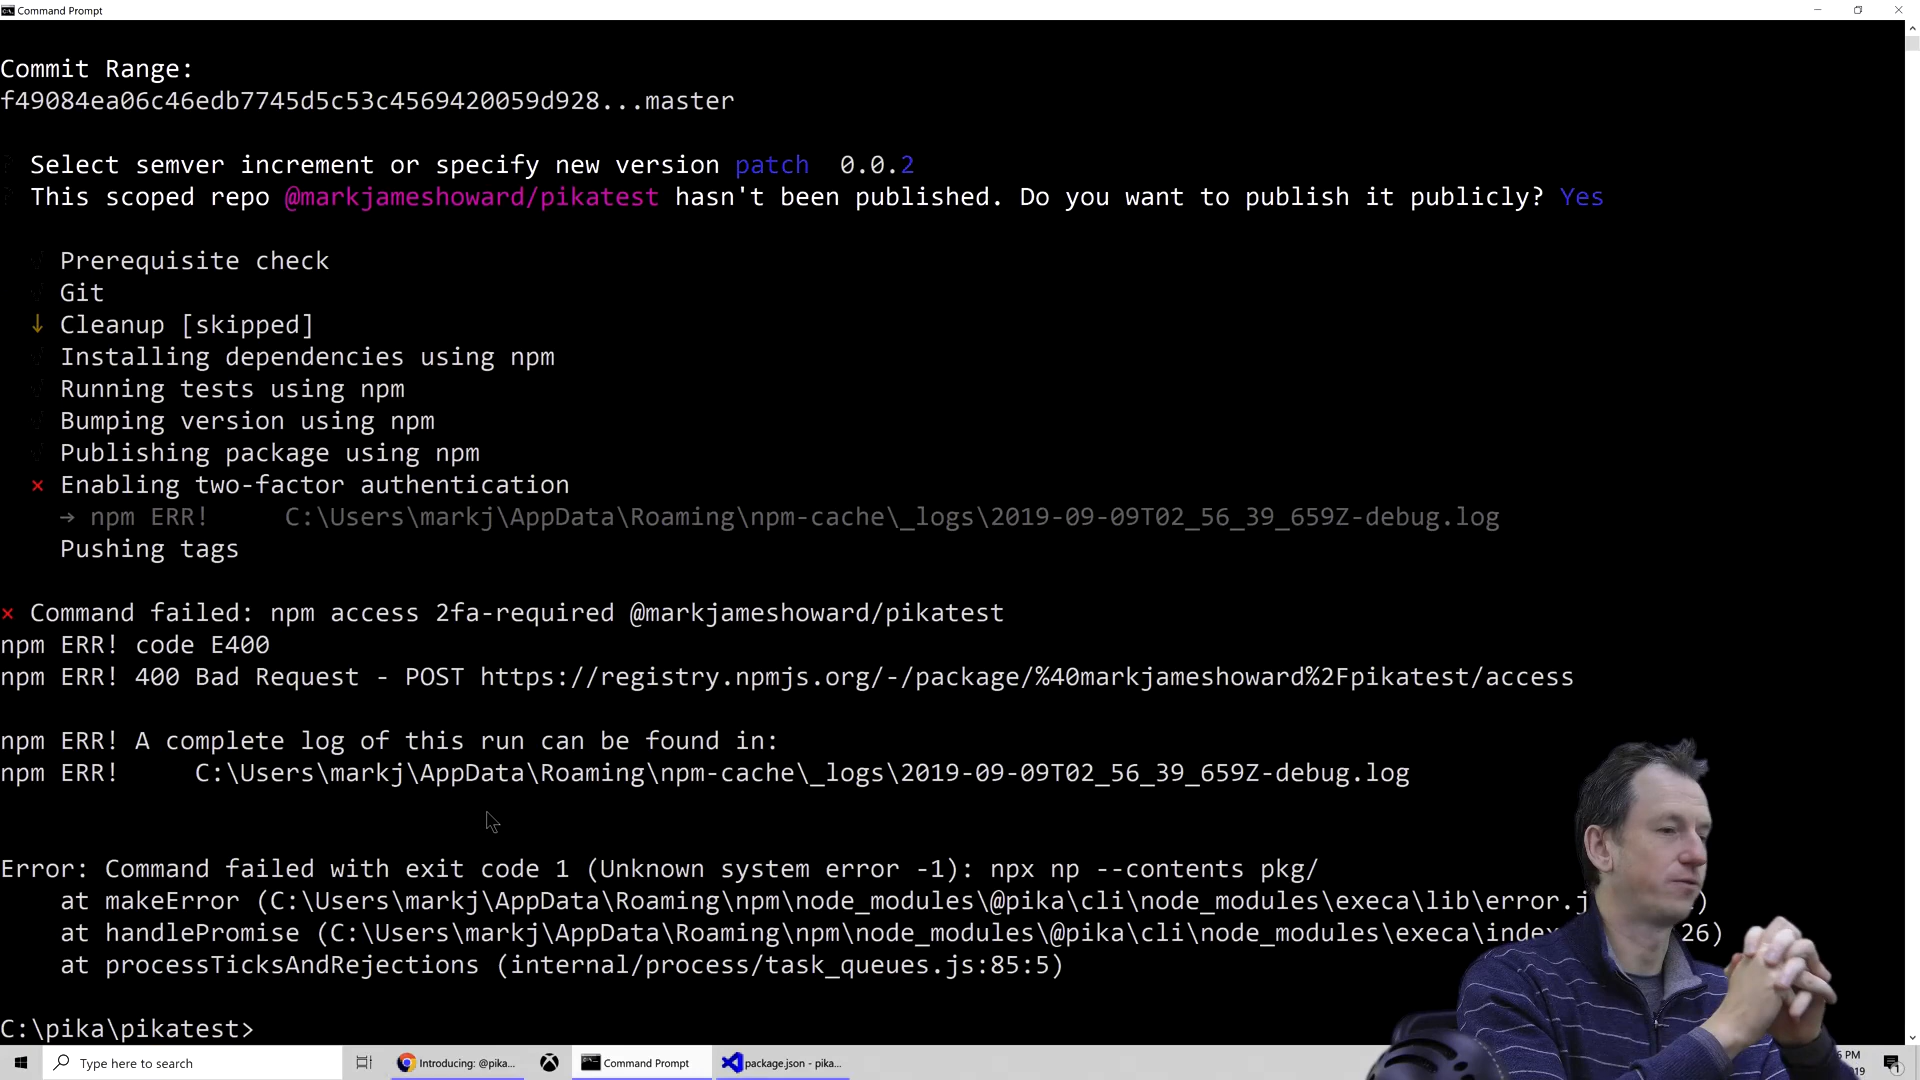 Command Prompt
Commit Range:
f49084ea06c46edb7745d5c53c4569420059d928...master
Select semver increment or specify new version patch 0.0.2
This scoped repo @markjameshoward/pikatest hasn't been published. Do you want to publish it publicly? Yes
Prerequisite check
Git
↓ Cleanup [skipped]
Installing dependencies using npm
Running tests using npm
Bumping version using npm
Publishing package using npm
× Enabling two-factor authentication
→ npm ERR! C:\Users\markj\AppData\Roaming\npm-cache\_logs\2019-09-09T02_56_39_659Z-debug.log
Pushing tags
× Command failed: npm access 2fa-required @markjameshoward/pikatest
npm ERR! code E400
npm ERR! 400 Bad Request - POST https://registry.npmjs.org/-/package/%40markjameshoward%2Fpikatest/access
npm ERR! A complete log of this run can be found in:
npm ERR! C:\Users\markj\AppData\Roaming\npm-cache\_logs\2019-09-09T02_56_39_659Z-debug.log
Error: Command failed with exit code 1 (Unknown system error -1): npx np --contents pkg/
at makeError (C:\Users\markj\AppData\Roaming\npm\node_modules\@pika\cli\node_modules\execa\lib\error.j )
at handlePromise (C:\Users\markj\AppData\Roaming\npm\node_modules\@pika\cli\node_modules\execa\index 26)
at processTicksAndRejections (internal/process/task_queues.js:85:5)
C:\pika\pikatest>
Type here to search
Introducing: @pika...
Command Prompt
package.json - pika...
PM